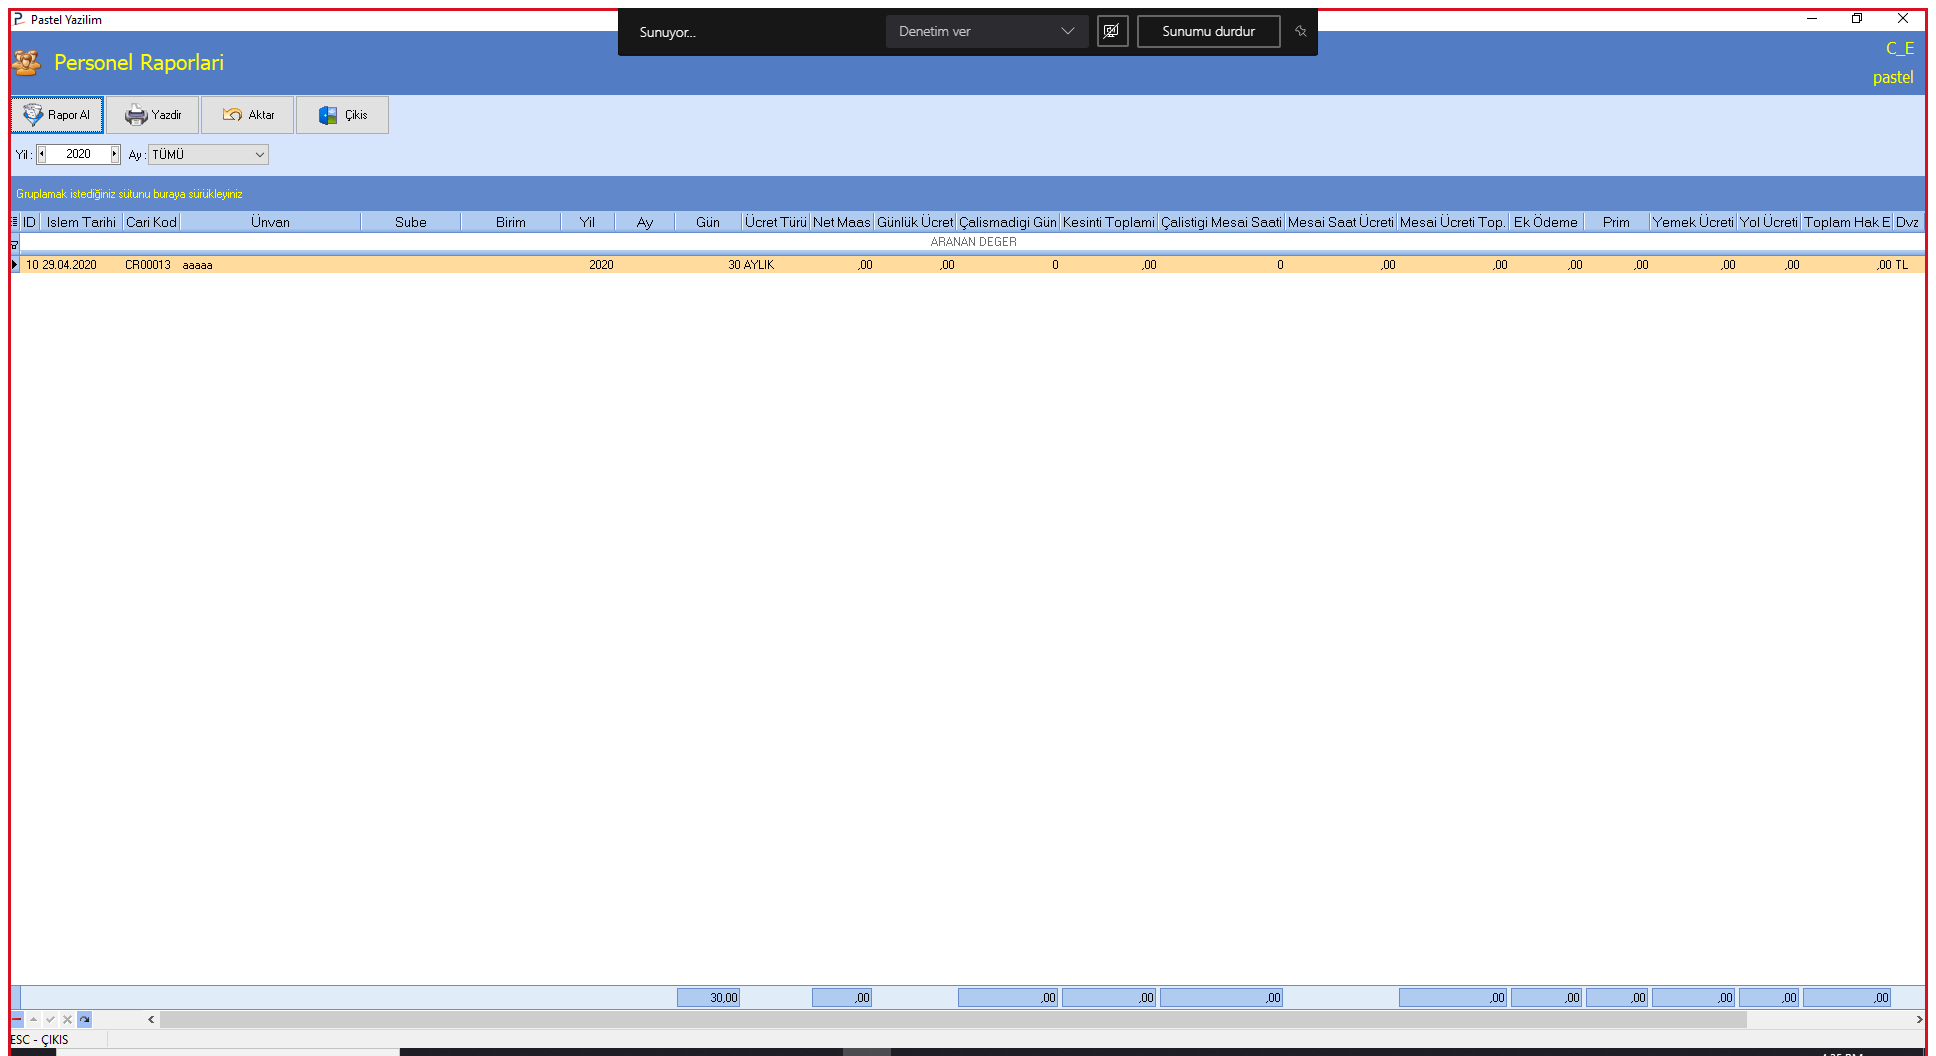 Pastel Yazilim
Sunuyor...
Denetim ver
Sunumu durdur
Personel Raporlari
C_E
pastel
Rapor Al
Yazdir
Aktar
Çikis
Yil :
2020
Ay :
TÜMÜ
Gruplamak istediğiniz sütunu buraya sürükleyiniz
ID Islem Tarihi Cari Kod Ünvan Sube Birim Yil Ay Gün Ücret Türü Net Maas Günlük Ücret Çalismadigi Gün Kesinti Toplami Çalistigi Mesai Saati Mesai Saat Ücreti Mesai Ücreti Top. Ek Ödeme Prim Yemek Ücreti Yol Ücreti Toplam Hak E Dvz
ARANAN DEGER
10 29.04.2020 CR00013 aaaaa 2020 30 AYLIK ,00 ,00 0 ,00 0 ,00 ,00 ,00 ,00 ,00 ,00 ,00 TL
30,00 ,00 ,00 ,00 ,00 ,00 ,00 ,00 ,00 ,00 ,00
ESC - ÇIKIS